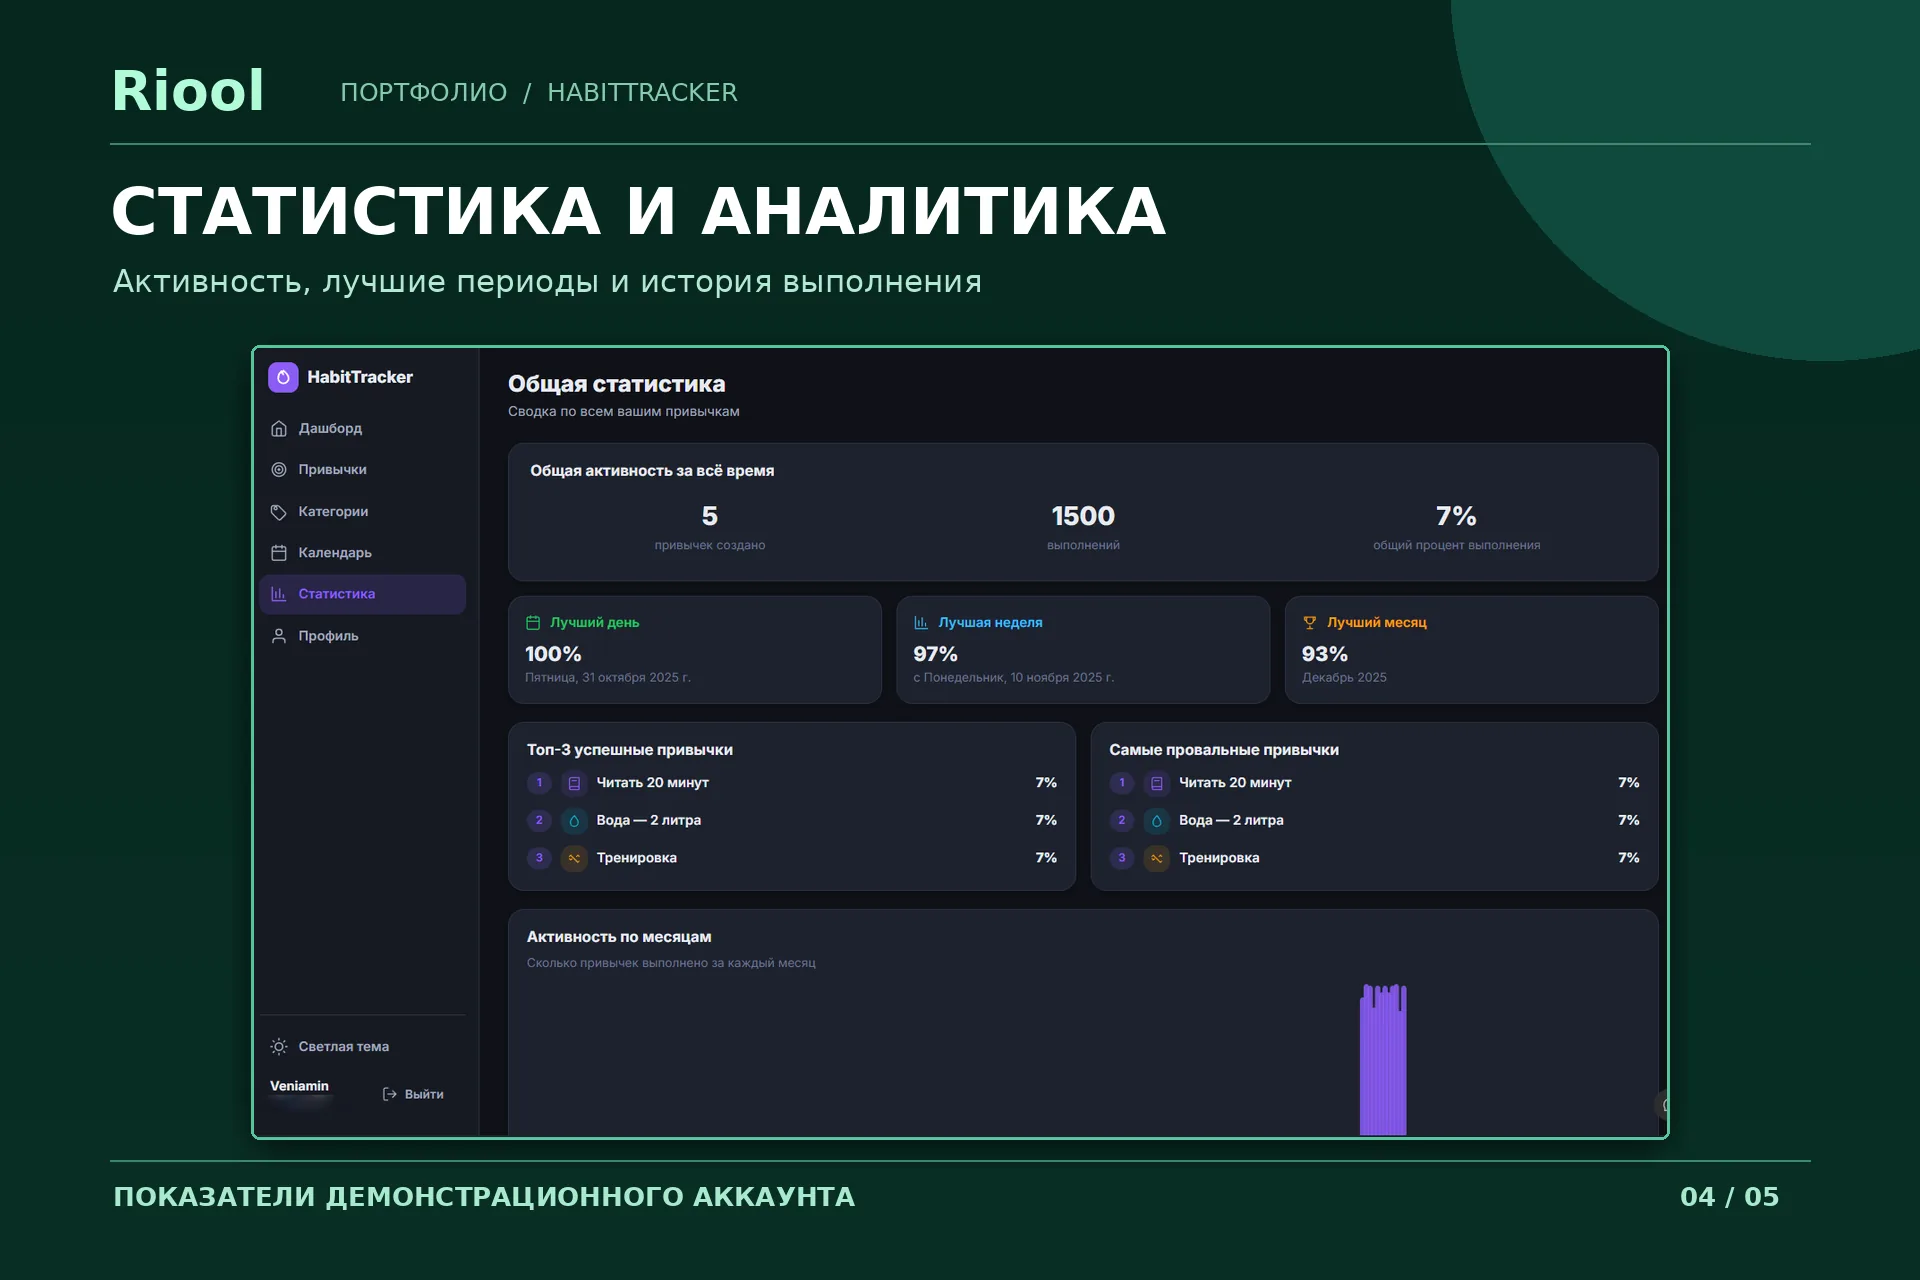 Riool
ПОРТФОЛИО / HABITTRACKER
СТАТИСТИКА И АНАЛИТИКА
Активность, лучшие периоды и история выполнения
HabitTracker
Дашборд
Привычки
Категории
Календарь
Статистика
Профиль
Светлая тема
Veniamin
Выйти
Общая статистика
Сводка по всем вашим привычкам
Общая активность за всё время
5 1500 7%
привычек создано выполнений общий процент выполнения
Лучший день
100%
Пятница, 31 октября 2025 г.
Лучшая неделя
97%
с Понедельник, 10 ноября 2025 г.
Лучший месяц
93%
Декабрь 2025
Топ-3 успешные привычки
1 Читать 20 минут 7%
2 Вода — 2 литра 7%
3 Тренировка 7%
Самые провальные привычки
1 Читать 20 минут 7%
2 Вода — 2 литра 7%
3 Тренировка 7%
Активность по месяцам
Сколько привычек выполнено за каждый месяц
ПОКАЗАТЕЛИ ДЕМОНСТРАЦИОННОГО АККАУНТА
04 / 05